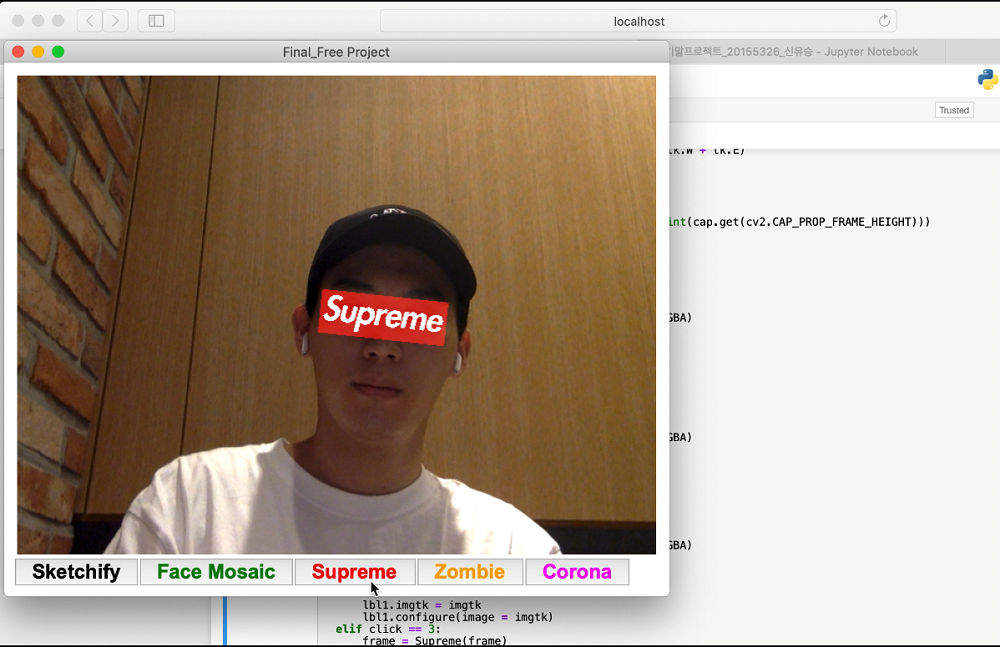 localhost
Final_Free Project
말프로젝트_20155326_신유승 - Jupyter Notebook
Trusted
+ tk.E)
int(cap.get(cv2.CAP_PROP_FRAME_HEIGHT)))
Supreme
GBA)
GBA)
GBA)
Sketchify Face Mosaic Supreme Zombie Corona
lbl1.imgtk = imgtk
lbl1.configure(image = imgtk)
elif click == 3:
frame = Supreme(frame)